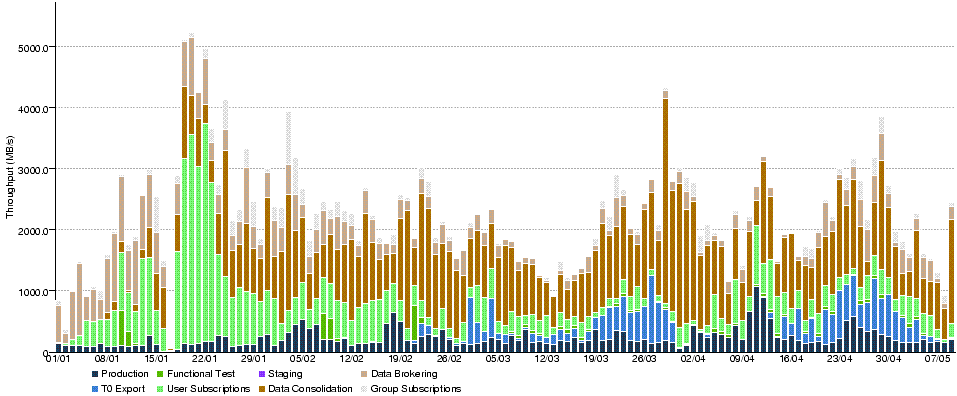 Throughput (MB/s)
5000.0
4000.0
3000.0
2000.0
1000.0
0
01/01 08/01 15/01 22/01 29/01 05/02 12/02 19/02 26/02 05/03 12/03 19/03 26/03 02/04 09/04 16/04 23/04 30/04 07/05
Production Functional Test Staging Data Brokering
T0 Export User Subscriptions Data Consolidation Group Subscriptions